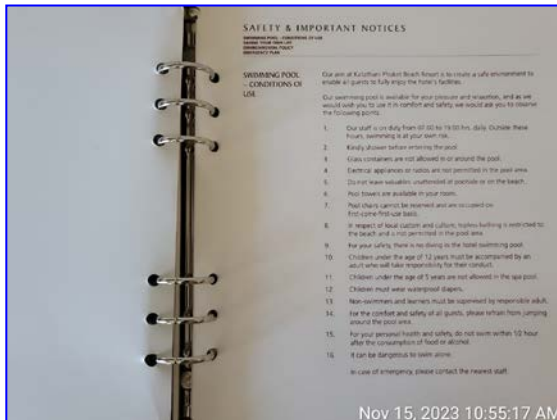 SAFETY & IMPORTANT NOTICES
SWIMMING POOL – CONDITIONS OF USE
ENVIRONMENTAL POLICY
EMERGENCY PLAN
SWIMMING POOL
– CONDITIONS OF
USE
Our aim at Katathani Phuket Beach Resort is to create a safe environment to
enable all guests to fully enjoy the hotel's facilities.
Our swimming pool is available for your pleasure and relaxation, and as we
would wish you to use it in comfort and safety we would ask you to observe
the following points:
1. Our staff is on duty from 07.00 to 19.00 hrs. daily. Outside these
hours, swimming is at your own risk.
2. Kindly shower before entering the pool.
3. Glass containers are not allowed in or around the pool.
4. Electrical appliances or radios are not permitted in the pool area.
5. Do not leave valuables unattended at poolside or on the beach.
6. Pool towels are available in your room.
7. Pool chairs cannot be reserved and are occupied on
first-come-first-use basis.
8. In respect of local custom and culture, topless bathing is restricted to
the beach and is not permitted in the pool area.
9. For your safety, there is no diving in the hotel swimming pool.
10. Children under the age of 12 years must be accompanied by an
adult who will take responsibility for their conduct.
11. Children under the age of 5 years are not allowed in the spa pool.
12. Children must wear waterproof diapers.
13. Non-swimmers and learners must be supervised by responsible adult.
14. For the comfort and safety of all guests, please refrain from jumping
around the pool area.
15. For your personal health and safety, do not swim within 1/2 hour
after the consumption of food or alcohol.
16. It can be dangerous to swim alone.
In case of emergency, please contact the nearest staff.
Nov 15, 2023 10:55:17 AM